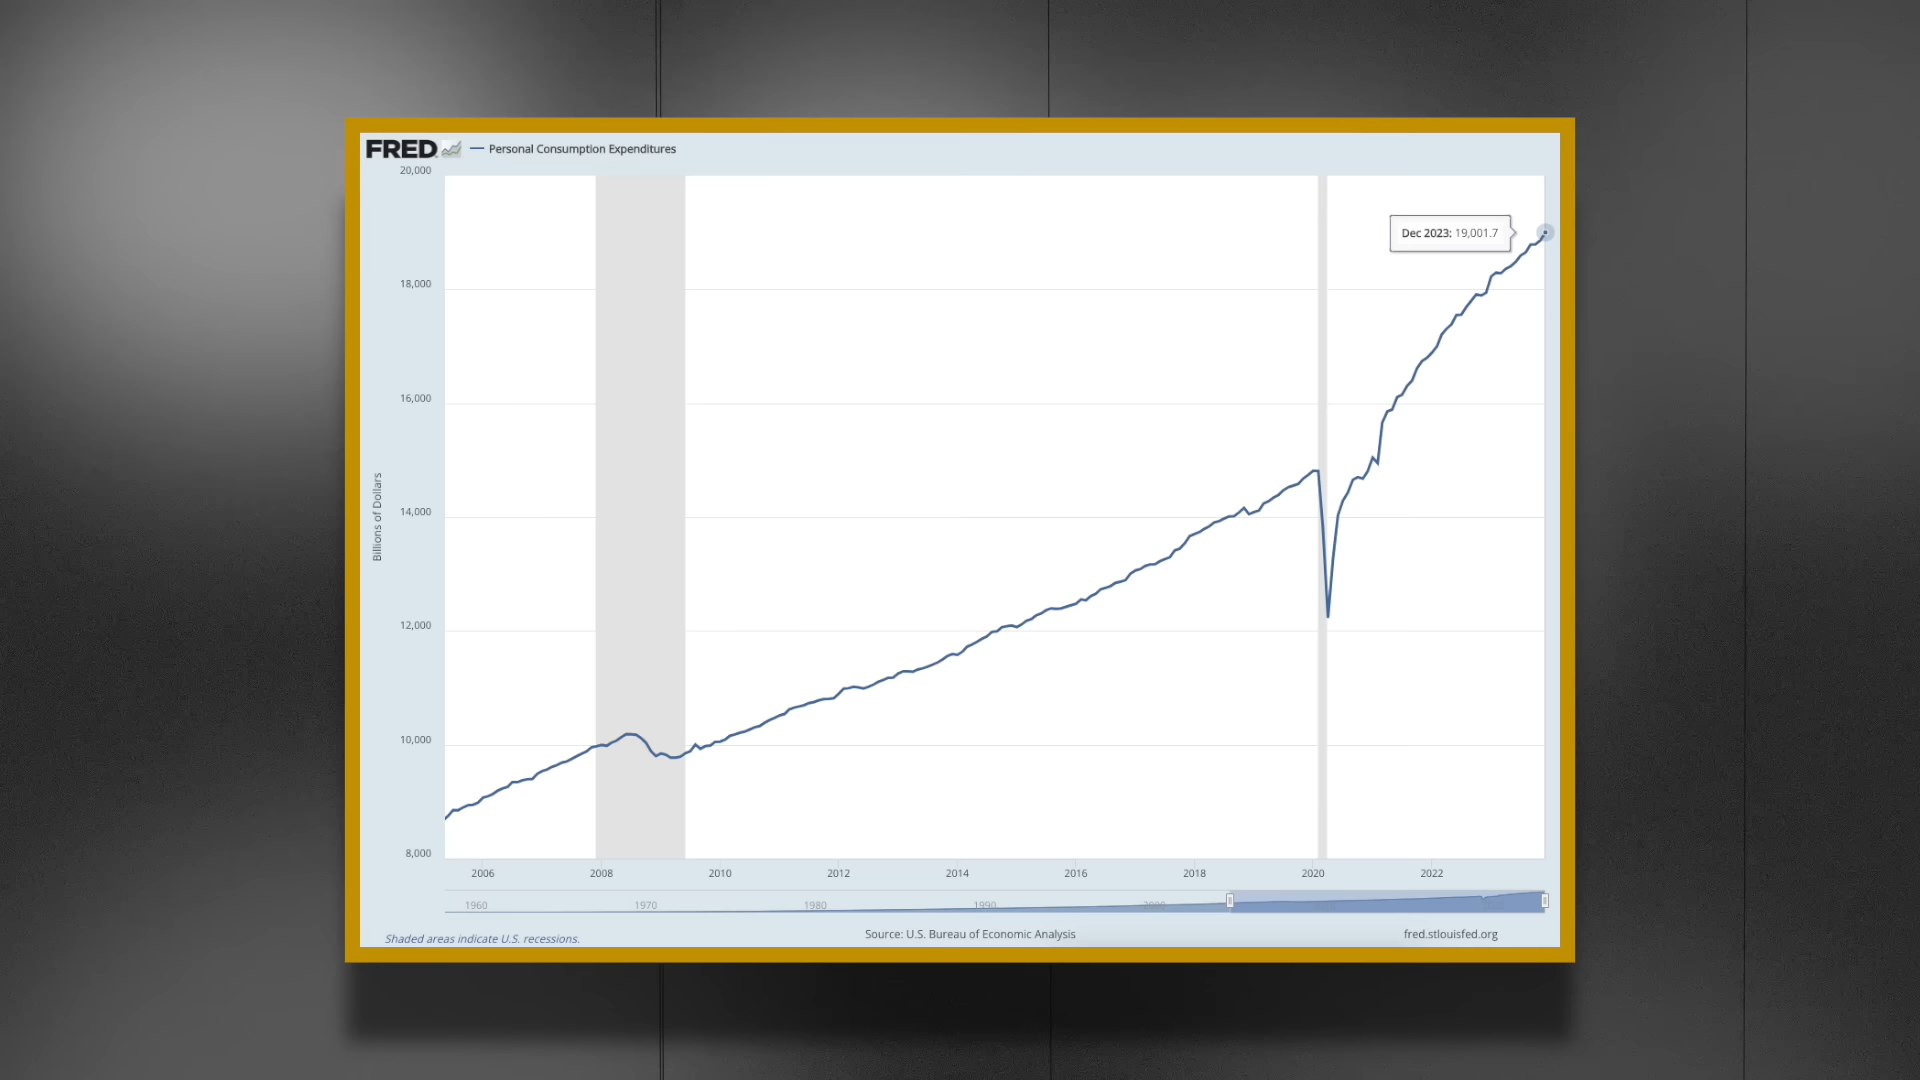 FRED Personal Consumption Expenditures
20,000
18,000
16,000
14,000
12,000
10,000
8,000
Billions of Dollars
Dec 2023: 19,001.7
2006 2008 2010 2012 2014 2016 2018 2020 2022
1960 1970 1980 1990 2000
Shaded areas indicate U.S. recessions.
Source: U.S. Bureau of Economic Analysis
fred.stlouisfed.org